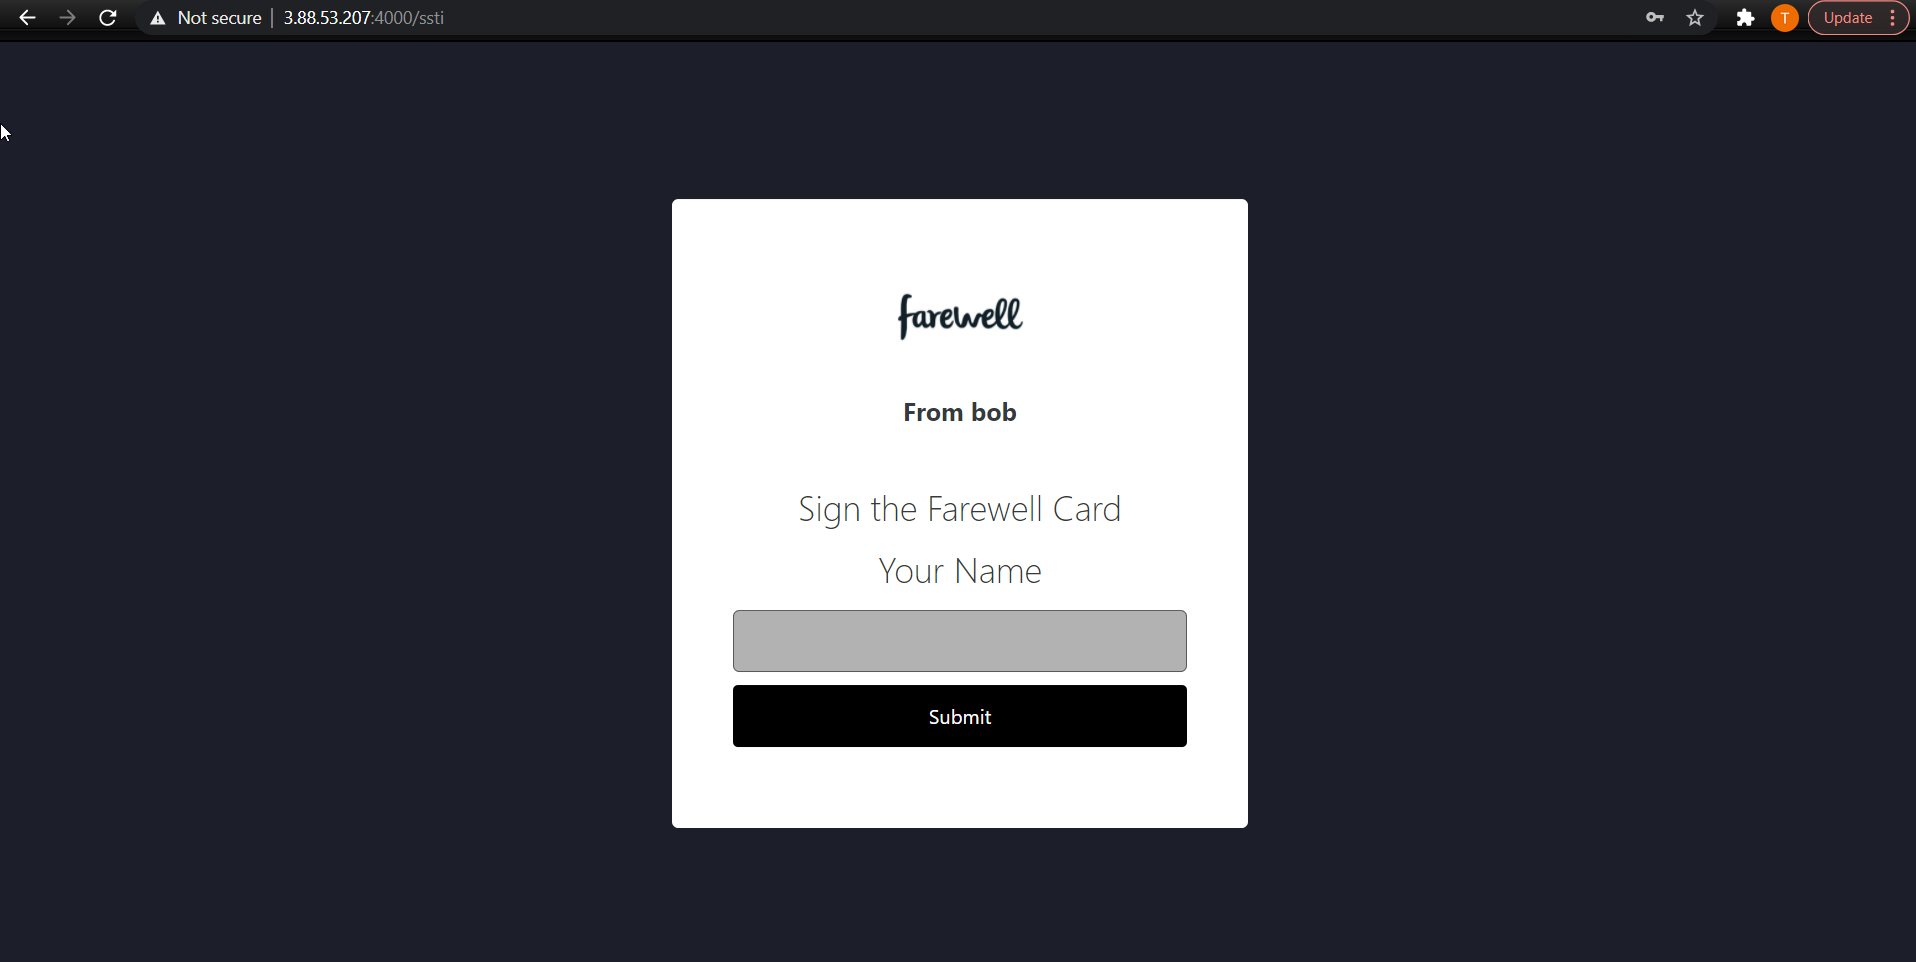 Not secure | 3.88.53.207:4000/ssti
T
Update
farewell
From bob
Sign the Farewell Card
Your Name
Submit